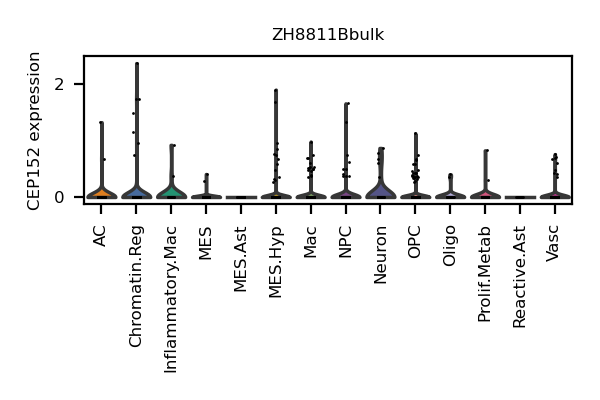 ZH8811Bbulk
CEP152 expression
2
0
AC
Chromatin.Reg
Inflammatory.Mac
MES
MES.Ast
MES.Hyp
Mac
NPC
Neuron
OPC
Oligo
Prolif.Metab
Reactive.Ast
Vasc